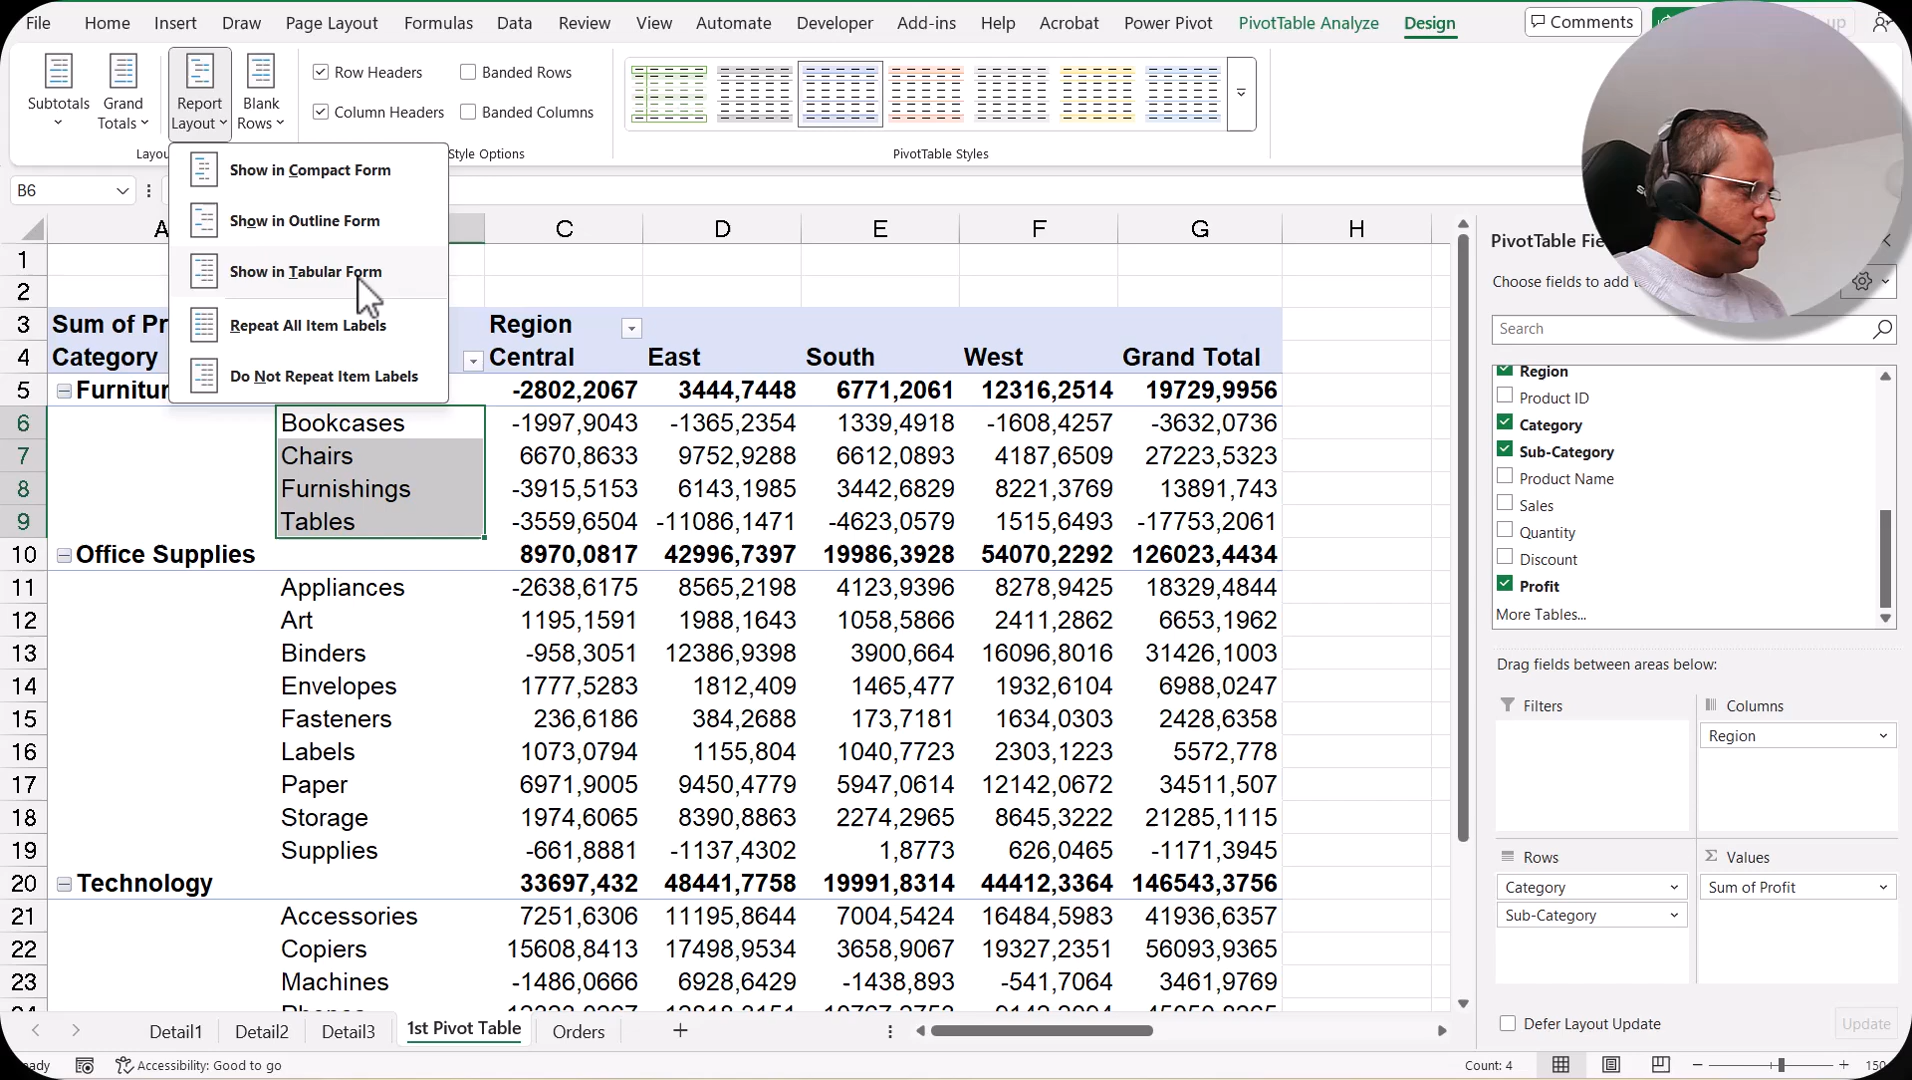 File Home Insert Draw Page Layout Formulas Data Review View Automate Developer Add-ins Help Acrobat Power Pivot PivotTable Analyze Design Comments
Subtotals
Grand Totals
Report Layout
Blank Rows
Row Headers
Banded Rows
Column Headers
Banded Columns
Style Options
PivotTable Styles
Show in Compact Form
Show in Outline Form
Show in Tabular Form
Repeat All Item Labels
Do Not Repeat Item Labels
B6
C D E F G H
1
2
3 Region
4 Category Central East South West Grand Total
5 -2802,2067 3444,7448 6771,2061 12316,2514 19729,9956
6 Bookcases -1997,9043 -1365,2354 1339,4918 -1608,4257 -3632,0736
7 Chairs 6670,8633 9752,9288 6612,0893 4187,6509 27223,5323
8 Furnishings -3915,5153 6143,1985 3442,6829 8221,3769 13891,743
9 Tables -3559,6504 -11086,1471 -4623,0579 1515,6493 -17753,2061
10 Office Supplies 8970,0817 42996,7397 19986,3928 54070,2292 126023,4434
11 Appliances -2638,6175 8565,2198 4123,9396 8278,9425 18329,4844
12 Art 1195,1591 1988,1643 1058,5866 2411,2862 6653,1962
13 Binders -958,3051 12386,9398 3900,664 16096,8016 31426,1003
14 Envelopes 1777,5283 1812,409 1465,477 1932,6104 6988,0247
15 Fasteners 236,6186 384,2688 173,7181 1634,0303 2428,6358
16 Labels 1073,0794 1155,804 1040,7723 2303,1223 5572,778
17 Paper 6971,9005 9450,4779 5947,0614 12142,0672 34511,507
18 Storage 1974,6065 8390,8863 2274,2965 8645,3222 21285,1115
19 Supplies -661,8881 -1137,4302 1,8773 626,0465 -1171,3945
20 Technology 33697,432 48441,7758 19991,8314 44412,3364 146543,3756
21 Accessories 7251,6306 11195,8644 7004,5424 16484,5983 41936,6357
22 Copiers 15608,8413 17498,9534 3658,9067 19327,2351 56093,9365
23 Machines -1486,0666 6928,6429 -1438,893 -541,7064 3461,9769
Detail1 Detail2 Detail3 1st Pivot Table Orders
Accessibility: Good to go
Count: 4
Choose fields to add
Search
Region
Product ID
Category
Sub-Category
Product Name
Sales
Quantity
Discount
Profit
More Tables...
Drag fields between areas below:
Filters
Columns
Region
Rows
Values
Category
Sum of Profit
Sub-Category
Defer Layout Update
Update